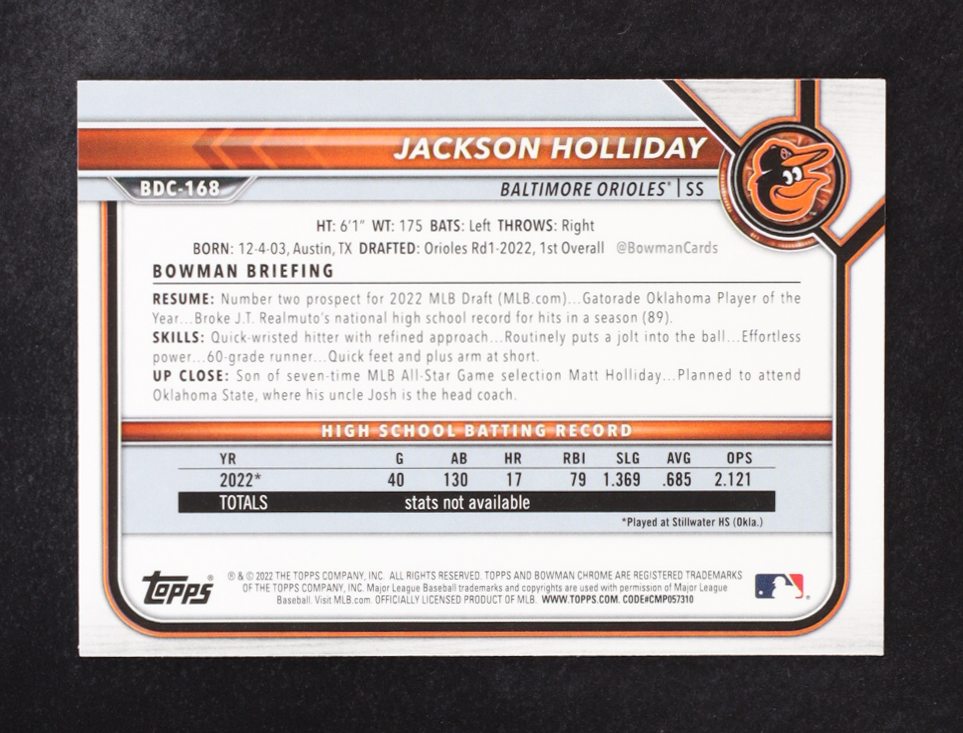 JACKSON HOLLIDAY
BDC-168
BALTIMORE ORIOLES® | SS
HT: 6'1" WT: 175 BATS: Left THROWS: Right
BORN: 12-4-03, Austin, TX DRAFTED: Orioles Rd1-2022, 1st Overall @BowmanCards
BOWMAN BRIEFING
RESUME: Number two prospect for 2022 MLB Draft (MLB.com)...Gatorade Oklahoma Player of the
Year...Broke J.T. Realmuto's national high school record for hits in a season (89).
SKILLS: Quick-wristed hitter with refined approach...Routinely puts a jolt into the ball...Effortless
power...60-grade runner...Quick feet and plus arm at short.
UP CLOSE: Son of seven-time MLB All-Star Game selection Matt Holliday...Planned to attend
Oklahoma State, where his uncle Josh is the head coach.
HIGH SCHOOL BATTING RECORD
YR G AB HR RBI SLG AVG OPS
2022* 40 130 17 79 1.369 .685 2.121
TOTALS stats not available
*Played at Stillwater HS (Okla.)
Topps®
® & © 2022 THE TOPPS COMPANY, INC. ALL RIGHTS RESERVED. TOPPS AND BOWMAN CHROME ARE REGISTERED TRADEMARKS
OF THE TOPPS COMPANY, INC. Major League Baseball trademarks and copyrights are used with permission of Major League
Baseball. Visit MLB.com. OFFICIALLY LICENSED PRODUCT OF MLB. WWW.TOPPS.COM. CODE#CMP057310